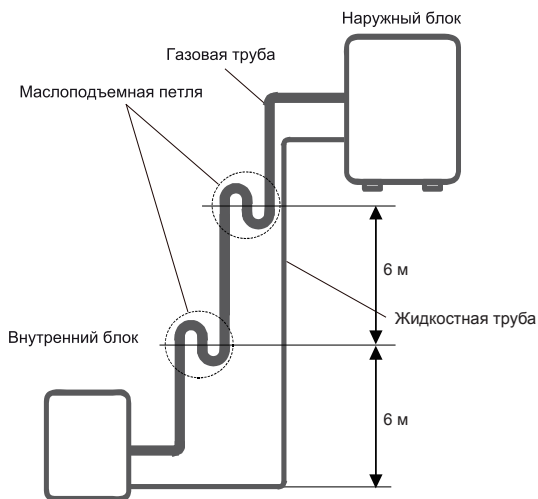 Наружный блок
Газовая труба
Маслоподъемная петля
6 м
Жидкостная труба
Внутренний блок
6 м